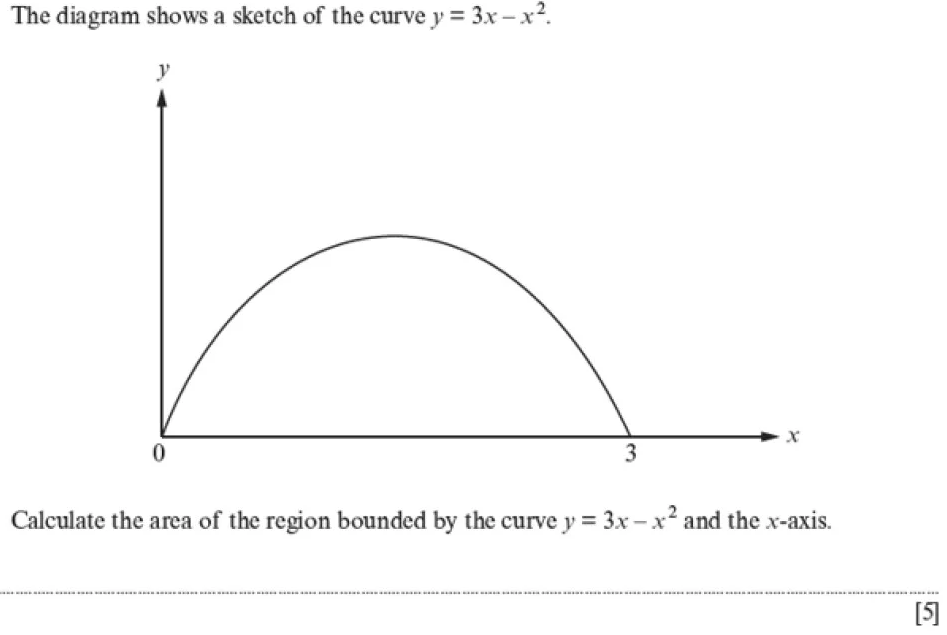 The diagram shows a sketch of the curve y = 3x – x².
y
x
0
3
Calculate the area of the region bounded by the curve y = 3x – x² and the x-axis.
[5]